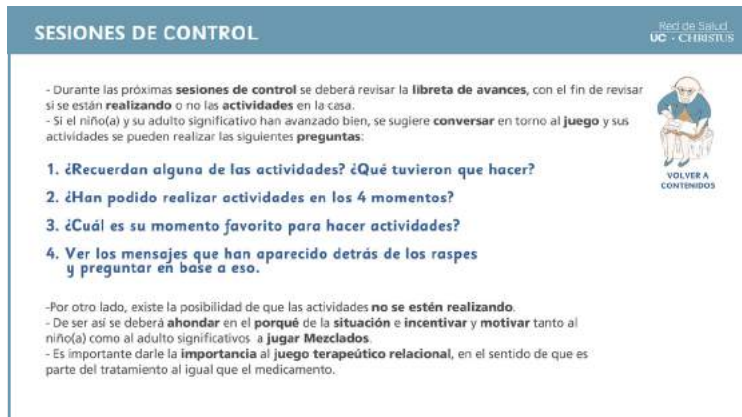 SESIONES DE CONTROL
Red de Salud
UC · CHRISTUS
- Durante las próximas sesiones de control se deberá revisar la libreta de avances, con el fin de revisar
si se están realizando o no las actividades en la casa.
- Si el niño(a) y su adulto significativo han avanzado bien, se sugiere conversar en torno al juego y sus
actividades se pueden realizar las siguientes preguntas:
1. ¿Recuerdan alguna de las actividades? ¿Qué tuvieron que hacer?
2. ¿Han podido realizar actividades en los 4 momentos?
3. ¿Cuál es su momento favorito para hacer actividades?
4. Ver los mensajes que han aparecido detrás de los raspes
y preguntar en base a eso.
VOLVER A
CONTENIDOS
-Por otro lado, existe la posibilidad de que las actividades no se estén realizando.
- De ser así se deberá ahondar en el porqué de la situación e incentivar y motivar tanto al
niño(a) como al adulto significativos a jugar Mezclados.
- Es importante darle la importancia al juego terapeútico relacional, en el sentido de que es
parte del tratamiento al igual que el medicamento.